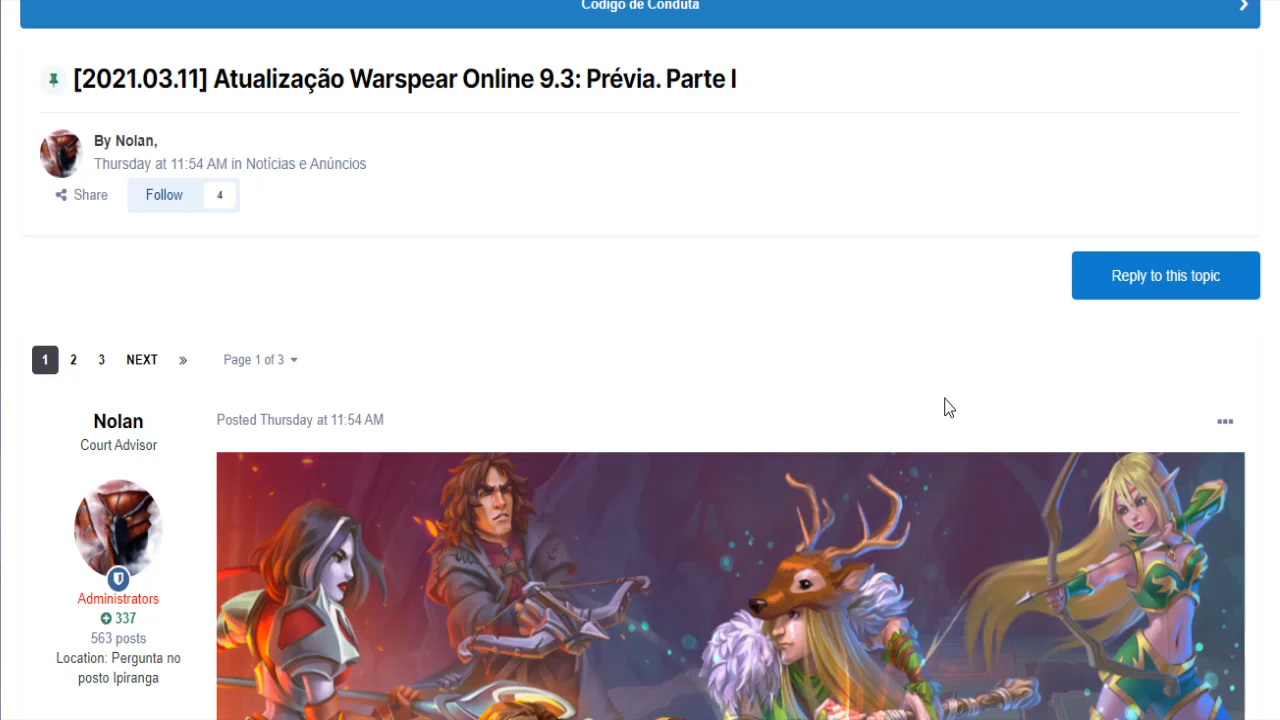 Código de Conduta
[2021.03.11] Atualização Warspear Online 9.3: Prévia. Parte I
By Nolan,
Thursday at 11:54 AM in Notícias e Anúncios
Share Follow 4
Reply to this topic
1 2 3 NEXT » Page 1 of 3
Nolan
Posted Thursday at 11:54 AM
Court Advisor
Administrators
337
563 posts
Location: Pergunta no
posto Ipiranga